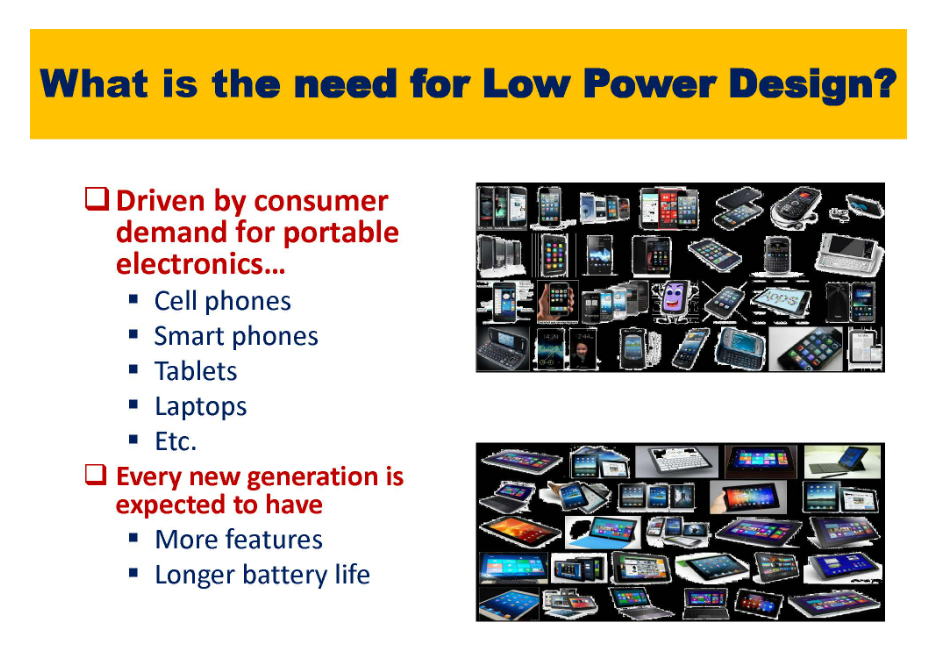 What is the need for Low Power Design?
❑ Driven by consumer
demand for portable
electronics…
▪ Cell phones
▪ Smart phones
▪ Tablets
▪ Laptops
▪ Etc.
❑ Every new generation is
expected to have
▪ More features
▪ Longer battery life
Apps